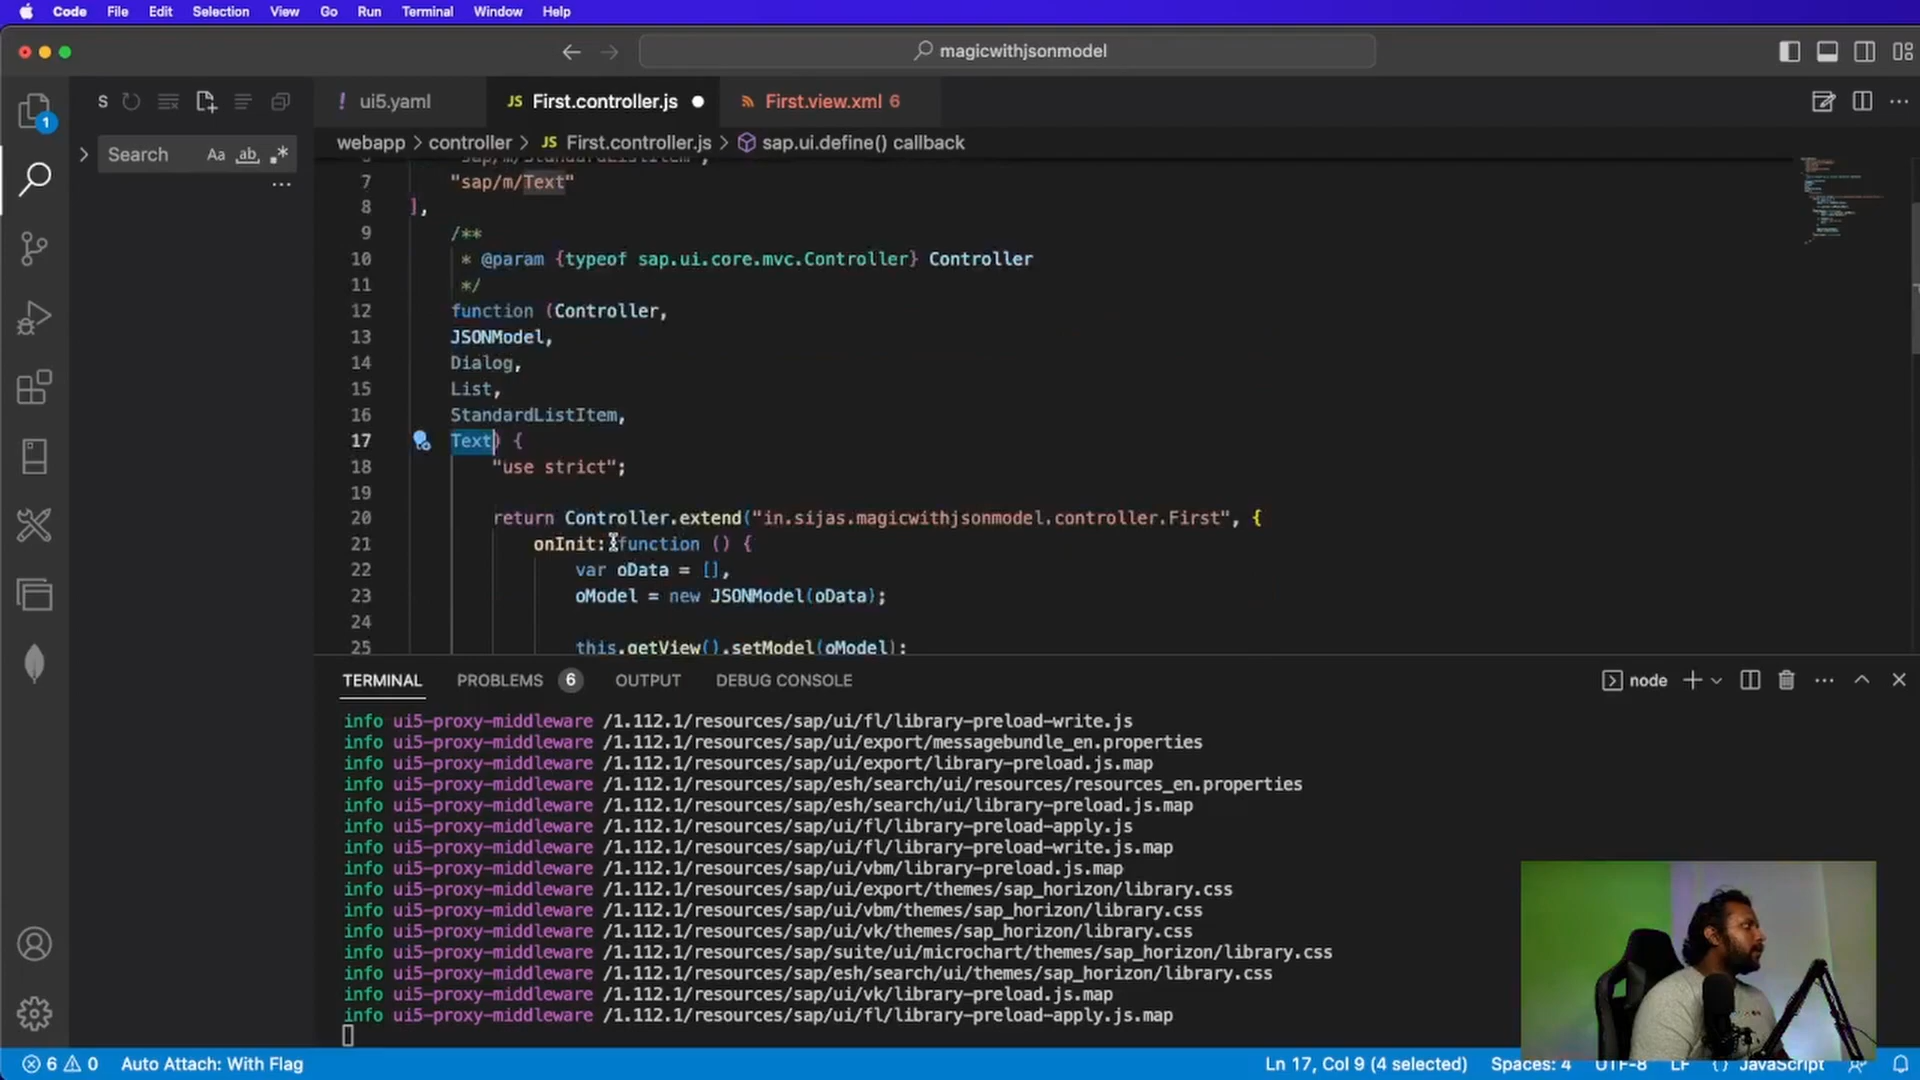 Code File Edit Selection View Go Run Terminal Window Help
magicwithjsonmodel
S
ui5.yaml
First.controller.js
First.view.xml 6
1
Search
Aa ab .*
webapp > controller > JS First.controller.js > sap.ui.define() callback
7 "sap/m/Text"
8 ],
9 /**
10 * @param {typeof sap.ui.core.mvc.Controller} Controller
11 */
12 function (Controller,
13 JSONModel,
14 Dialog,
15 List,
16 StandardListItem,
17 Text) {
18 "use strict";
19
20 return Controller.extend("in.sijas.magicwithjsonmodel.controller.First", {
21 onInit: function () {
22 var oData = [],
23 oModel = new JSONModel(oData);
24
25 this.getView().setModel(oModel);
TERMINAL PROBLEMS 6 OUTPUT DEBUG CONSOLE
node
info ui5-proxy-middleware /1.112.1/resources/sap/ui/fl/library-preload-write.js
info ui5-proxy-middleware /1.112.1/resources/sap/ui/export/messagebundle_en.properties
info ui5-proxy-middleware /1.112.1/resources/sap/ui/export/library-preload.js.map
info ui5-proxy-middleware /1.112.1/resources/sap/esh/search/ui/resources/resources_en.properties
info ui5-proxy-middleware /1.112.1/resources/sap/esh/search/ui/library-preload.js.map
info ui5-proxy-middleware /1.112.1/resources/sap/ui/fl/library-preload-apply.js
info ui5-proxy-middleware /1.112.1/resources/sap/ui/fl/library-preload-write.js.map
info ui5-proxy-middleware /1.112.1/resources/sap/ui/vbm/library-preload.js.map
info ui5-proxy-middleware /1.112.1/resources/sap/ui/export/themes/sap_horizon/library.css
info ui5-proxy-middleware /1.112.1/resources/sap/ui/vbm/themes/sap_horizon/library.css
info ui5-proxy-middleware /1.112.1/resources/sap/ui/vk/themes/sap_horizon/library.css
info ui5-proxy-middleware /1.112.1/resources/sap/suite/ui/microchart/themes/sap_horizon/library.css
info ui5-proxy-middleware /1.112.1/resources/sap/esh/search/ui/themes/sap_horizon/library.css
info ui5-proxy-middleware /1.112.1/resources/sap/ui/vk/library-preload.js.map
info ui5-proxy-middleware /1.112.1/resources/sap/ui/fl/library-preload-apply.js.map
6 0 Auto Attach: With Flag Ln 17, Col 9 (4 selected) Spaces: 4 UTF-8 LF {} JavaScript